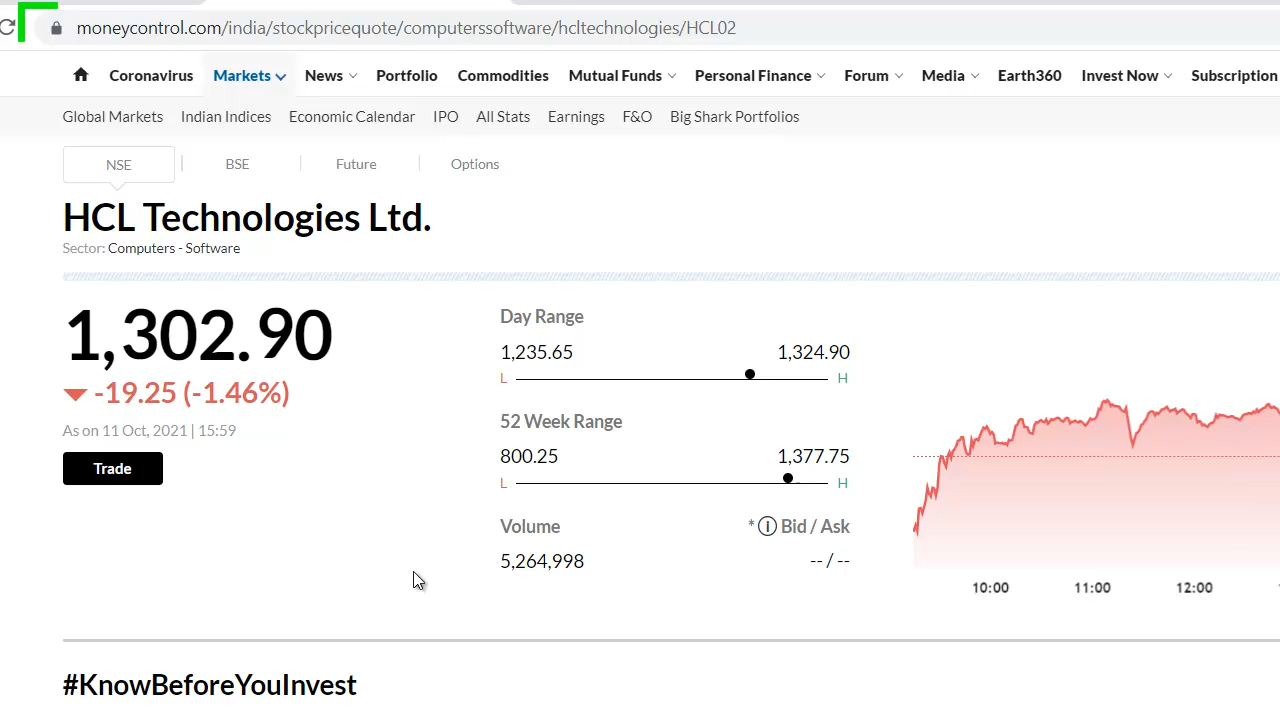 moneycontrol.com/india/stockpricequote/computerssoftware/hcltechnologies/HCL02
Coronavirus Markets News Portfolio Commodities Mutual Funds Personal Finance Forum Media Earth360 Invest Now Subscription
Global Markets Indian Indices Economic Calendar IPO All Stats Earnings F&O Big Shark Portfolios
NSE BSE Future Options
HCL Technologies Ltd.
Sector: Computers - Software
1,302.90
-19.25 (-1.46%)
As on 11 Oct, 2021 | 15:59
Trade
Day Range
1,235.65 1,324.90
L H
52 Week Range
800.25 1,377.75
L H
Volume * i Bid / Ask
5,264,998 -- / --
10:00 11:00 12:00
#KnowBeforeYouInvest